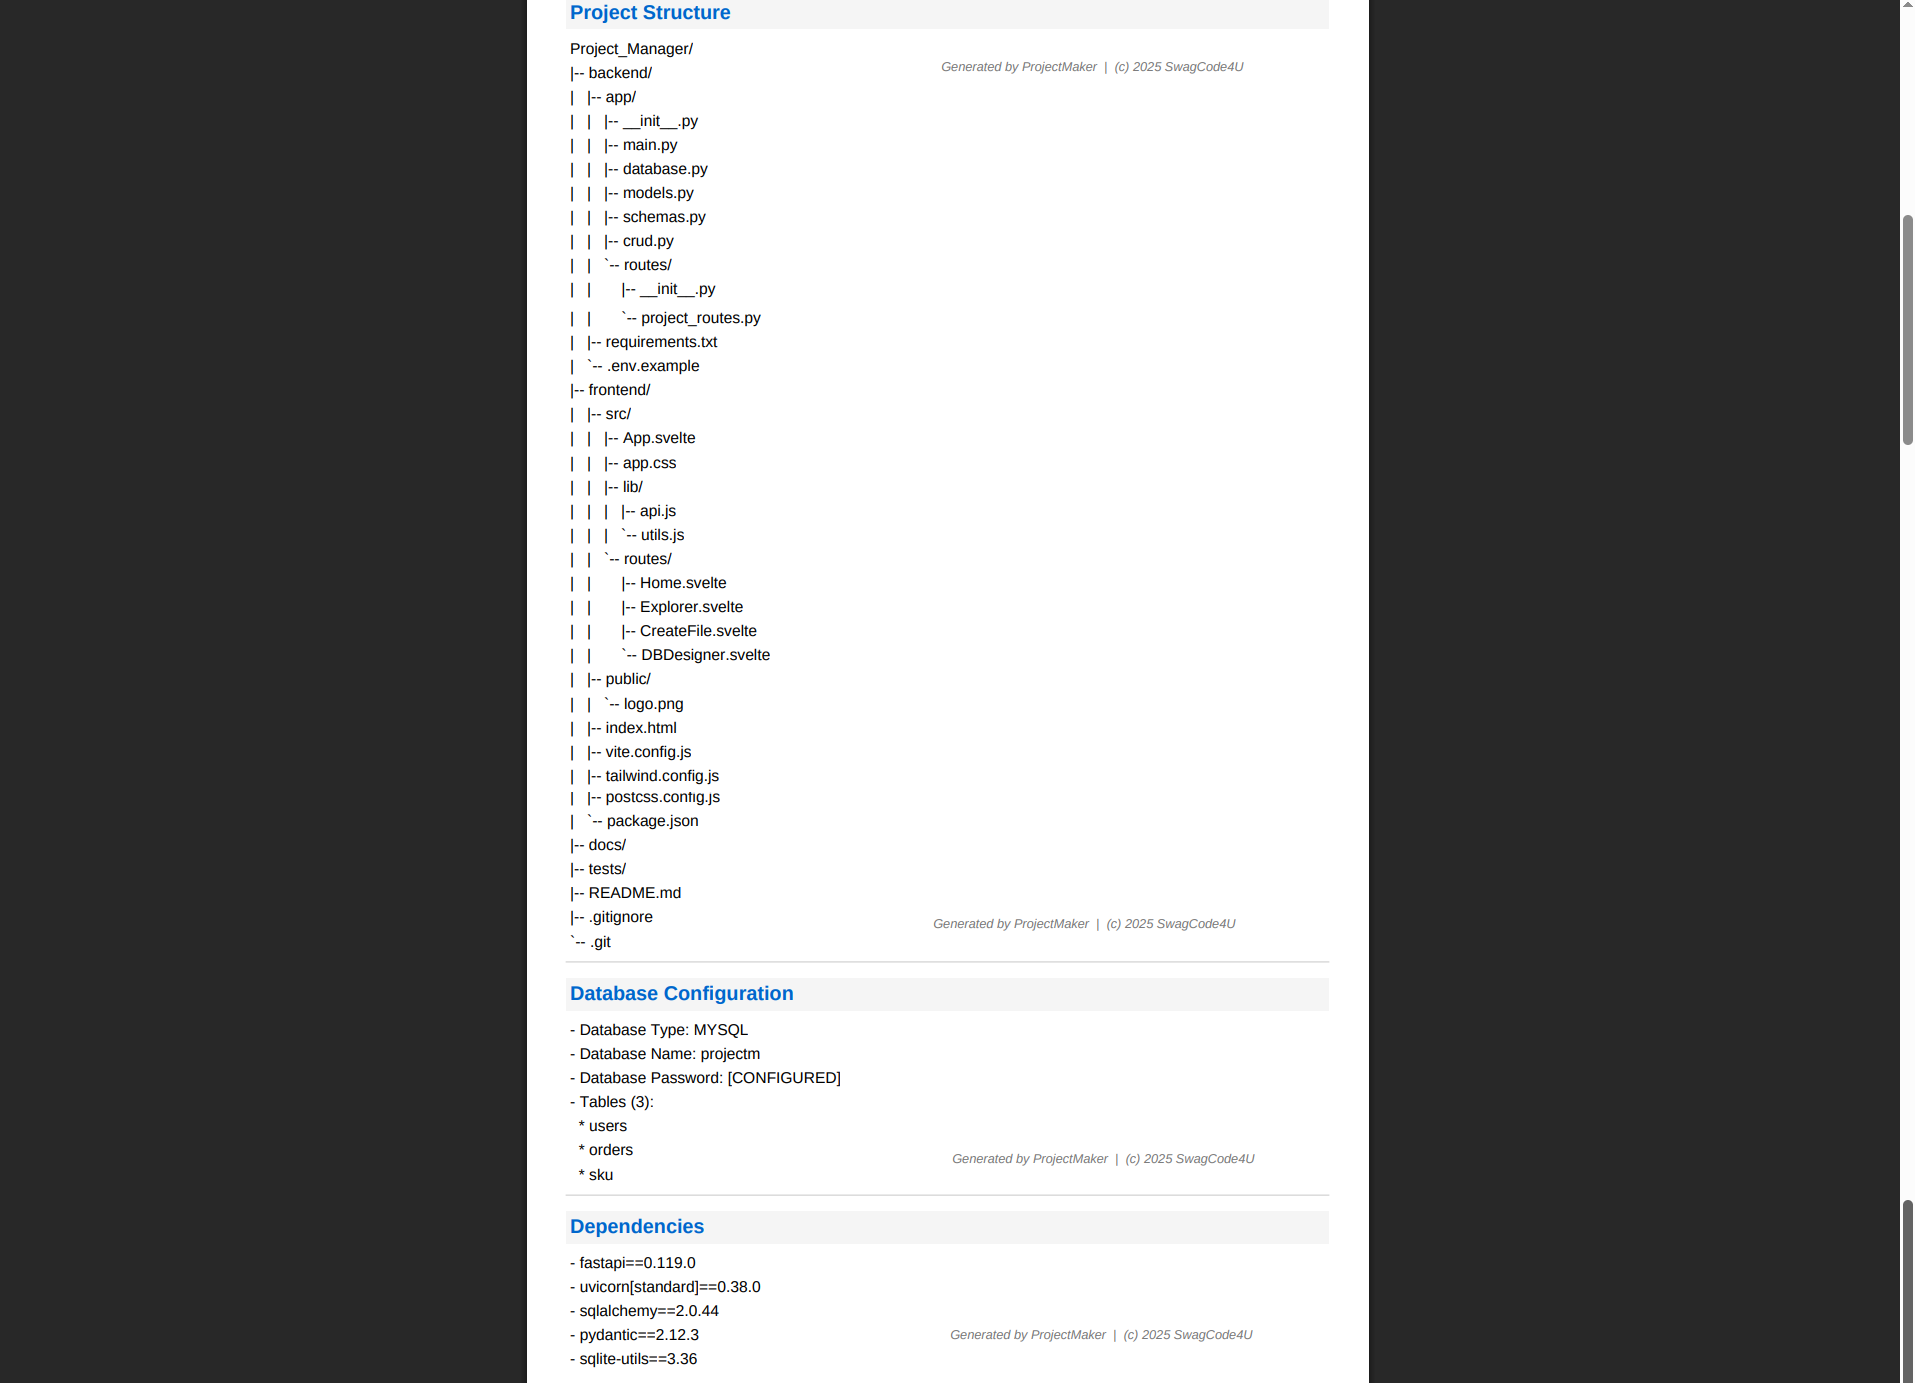 Project Structure
Project_Manager/
Generated by ProjectMaker | (c) 2025 SwagCode4U
|-- backend/
|   |-- app/
|   |   |-- __init__.py
|   |   |-- main.py
|   |   |-- database.py
|   |   |-- models.py
|   |   |-- schemas.py
|   |   |-- crud.py
|   |   `-- routes/
|   |       |-- __init__.py
|   |       `-- project_routes.py
|   |-- requirements.txt
|   `-- .env.example
|-- frontend/
|   |-- src/
|   |   |-- App.svelte
|   |   |-- app.css
|   |   |-- lib/
|   |   |   |-- api.js
|   |   |   `-- utils.js
|   |   `-- routes/
|   |       |-- Home.svelte
|   |       |-- Explorer.svelte
|   |       |-- CreateFile.svelte
|   |       `-- DBDesigner.svelte
|   |-- public/
|   |   `-- logo.png
|   |-- index.html
|   |-- vite.config.js
|   |-- tailwind.config.js
|   |-- postcss.config.js
|   `-- package.json
|-- docs/
|-- tests/
|-- README.md
|-- .gitignore
Generated by ProjectMaker | (c) 2025 SwagCode4U
`-- .git
Database Configuration
- Database Type: MYSQL
- Database Name: projectm
- Database Password: [CONFIGURED]
- Tables (3):
  * users
  * orders
Generated by ProjectMaker | (c) 2025 SwagCode4U
  * sku
Dependencies
- fastapi==0.119.0
- uvicorn[standard]==0.38.0
- sqlalchemy==2.0.44
- pydantic==2.12.3
Generated by ProjectMaker | (c) 2025 SwagCode4U
- sqlite-utils==3.36